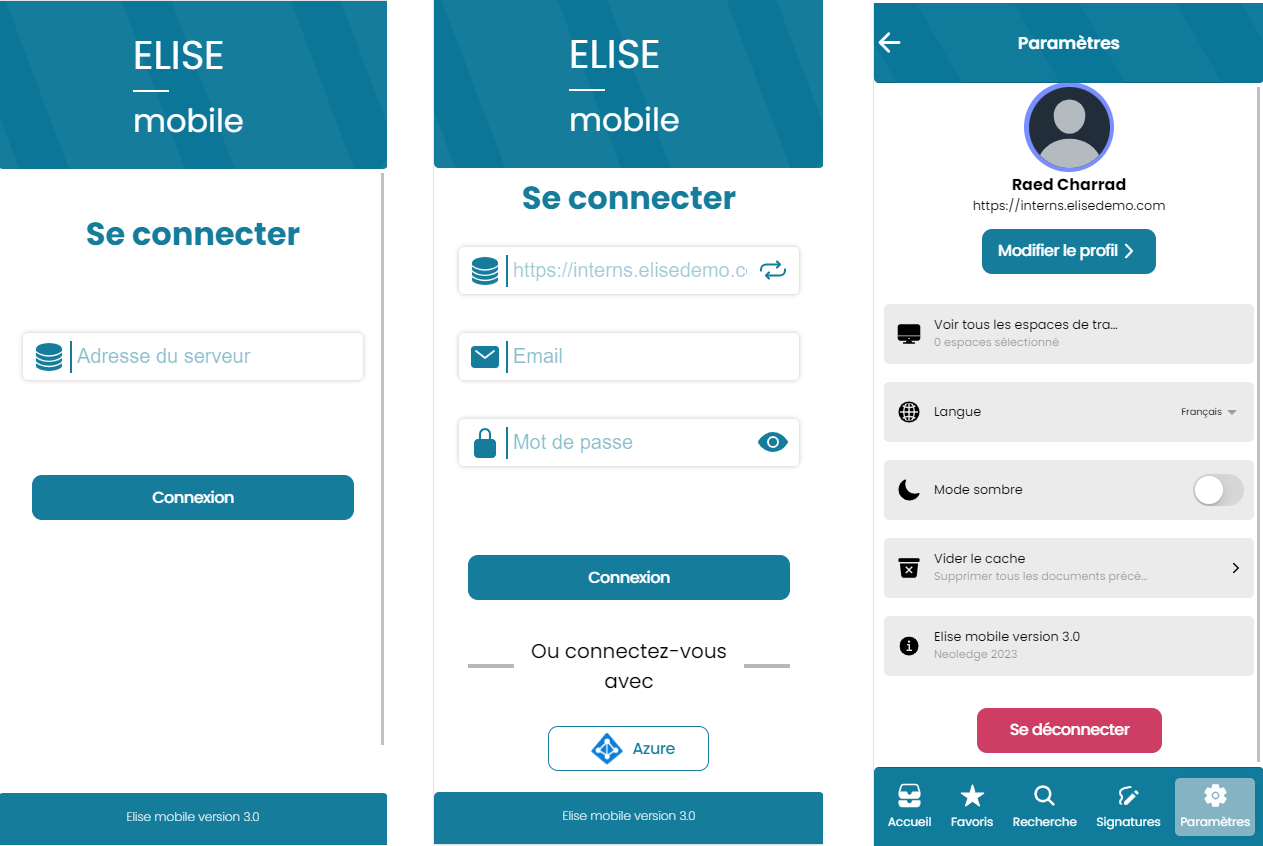 ELISE
mobile
Se connecter
Adresse du serveur
Connexion
Elise mobile version 3.0
ELISE
mobile
Se connecter
https://interns.elisedemo.co
Email
Mot de passe
Connexion
Ou connectez-vous
avec
Azure
Elise mobile version 3.0
Paramètres
Raed Charrad
https://interns.elisedemo.com
Modifier le profil
Voir tous les espaces de tra...
0 espaces sélectionné
Langue
Français
Mode sombre
Vider le cache
Supprimer tous les documents précé...
Elise mobile version 3.0
Neoledge 2023
Se déconnecter
Accueil
Favoris
Recherche
Signatures
Paramètres